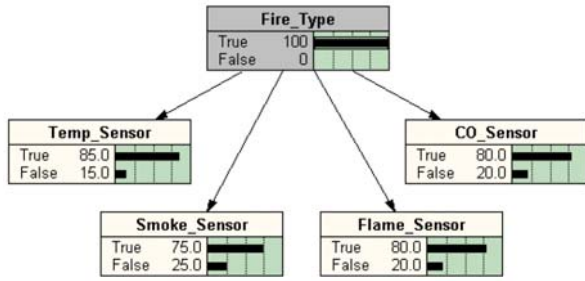 Fire_Type
True 100
False 0
Temp_Sensor
True 85.0
False 15.0
CO_Sensor
True 80.0
False 20.0
Smoke_Sensor
True 75.0
False 25.0
Flame_Sensor
True 80.0
False 20.0